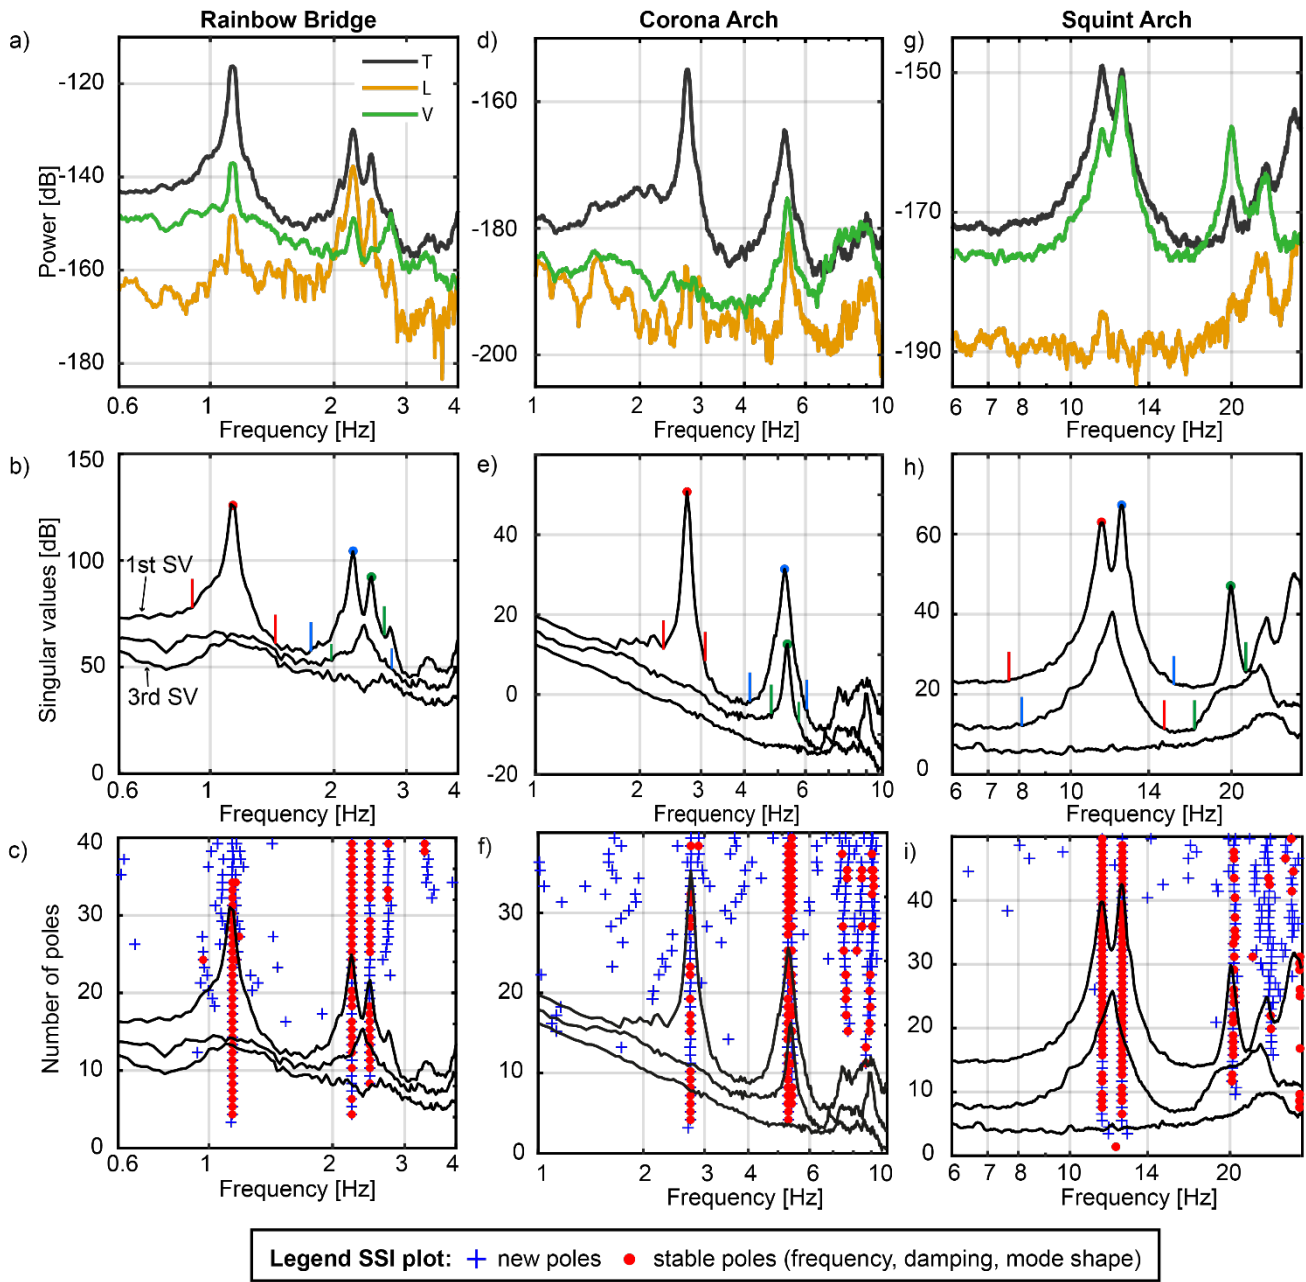 Rainbow Bridge
Corona Arch
Squint Arch
a)
d)
g)
T
L
V
-120
-140
-160
-180
Power [dB]
0.6 1 2 3 4
Frequency [Hz]
-160
-180
-200
1 2 3 4 6 10
Frequency [Hz]
-150
-170
-190
6 7 8 10 14 20
Frequency [Hz]
b)
e)
h)
150
100
50
0
Singular values [dB]
1st SV
3rd SV
0.6 1 2 3 4
Frequency [Hz]
40
20
0
-20
1 2 3 4 6 10
Frequency [Hz]
60
40
20
0
6 7 8 10 14 20
Frequency [Hz]
c)
f)
i)
40
30
20
10
0
Number of poles
0.6 1 2 3 4
Frequency [Hz]
30
20
10
0
1 2 3 4 6 10
Frequency [Hz]
40
30
20
10
0
6 7 8 10 14 20
Frequency [Hz]
Legend SSI plot: new poles stable poles (frequency, damping, mode shape)